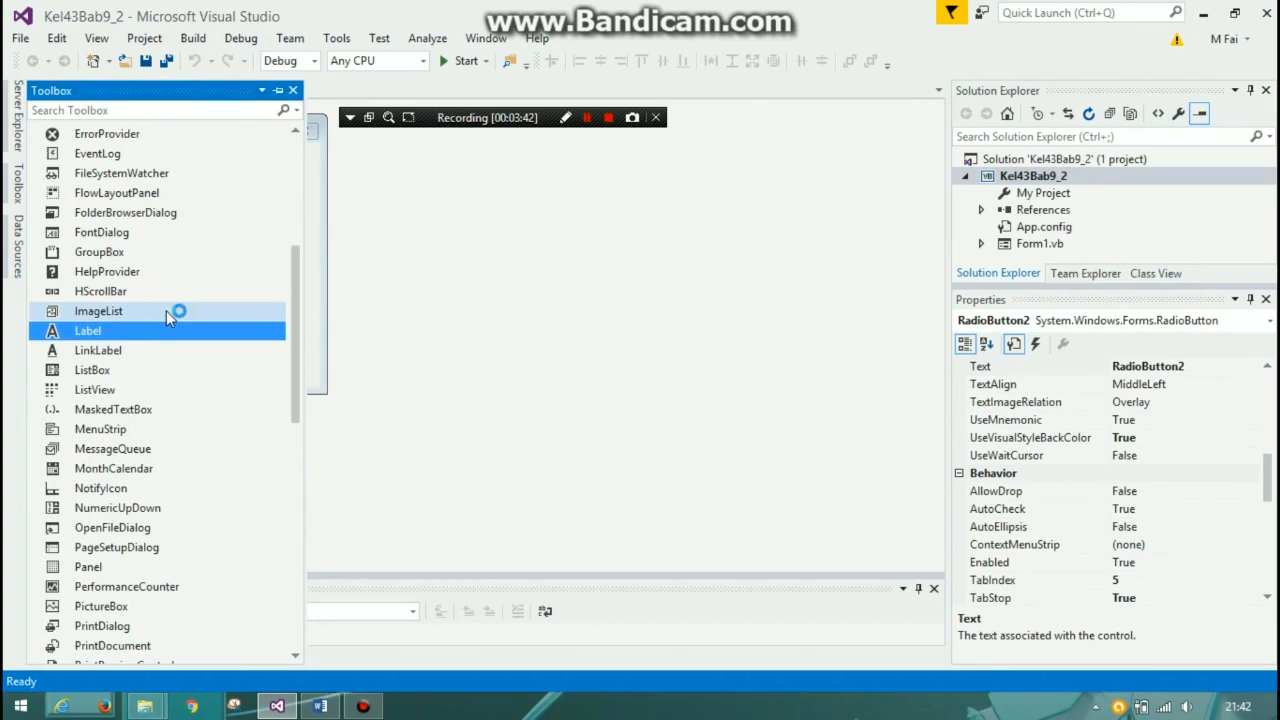 Kel43Bab9_2 - Microsoft Visual Studio
www.Bandicam.com
Quick Launch (Ctrl+Q)
File Edit View Project Build Debug Team Tools Test Analyze Window Help
M Fai
Debug Any CPU Start
Toolbox
Search Toolbox
Server Explorer
Toolbox
Data Sources
ErrorProvider
EventLog
FileSystemWatcher
FlowLayoutPanel
FolderBrowserDialog
FontDialog
GroupBox
HelpProvider
HScrollBar
ImageList
Label
LinkLabel
ListBox
ListView
MaskedTextBox
MenuStrip
MessageQueue
MonthCalendar
NotifyIcon
NumericUpDown
OpenFileDialog
PageSetupDialog
Panel
PerformanceCounter
PictureBox
PrintDialog
PrintDocument
Recording [00:03:42]
Solution Explorer
Search Solution Explorer (Ctrl+;)
Solution 'Kel43Bab9_2' (1 project)
VB Kel43Bab9_2
My Project
References
App.config
Form1.vb
Solution Explorer Team Explorer Class View
Properties
RadioButton2 System.Windows.Forms.RadioButton
Text RadioButton2
TextAlign MiddleLeft
TextImageRelation Overlay
UseMnemonic True
UseVisualStyleBackColor True
UseWaitCursor False
Behavior
AllowDrop False
AutoCheck True
AutoEllipsis False
ContextMenuStrip (none)
Enabled True
TabIndex 5
TabStop True
Text
The text associated with the control.
Ready
21:42